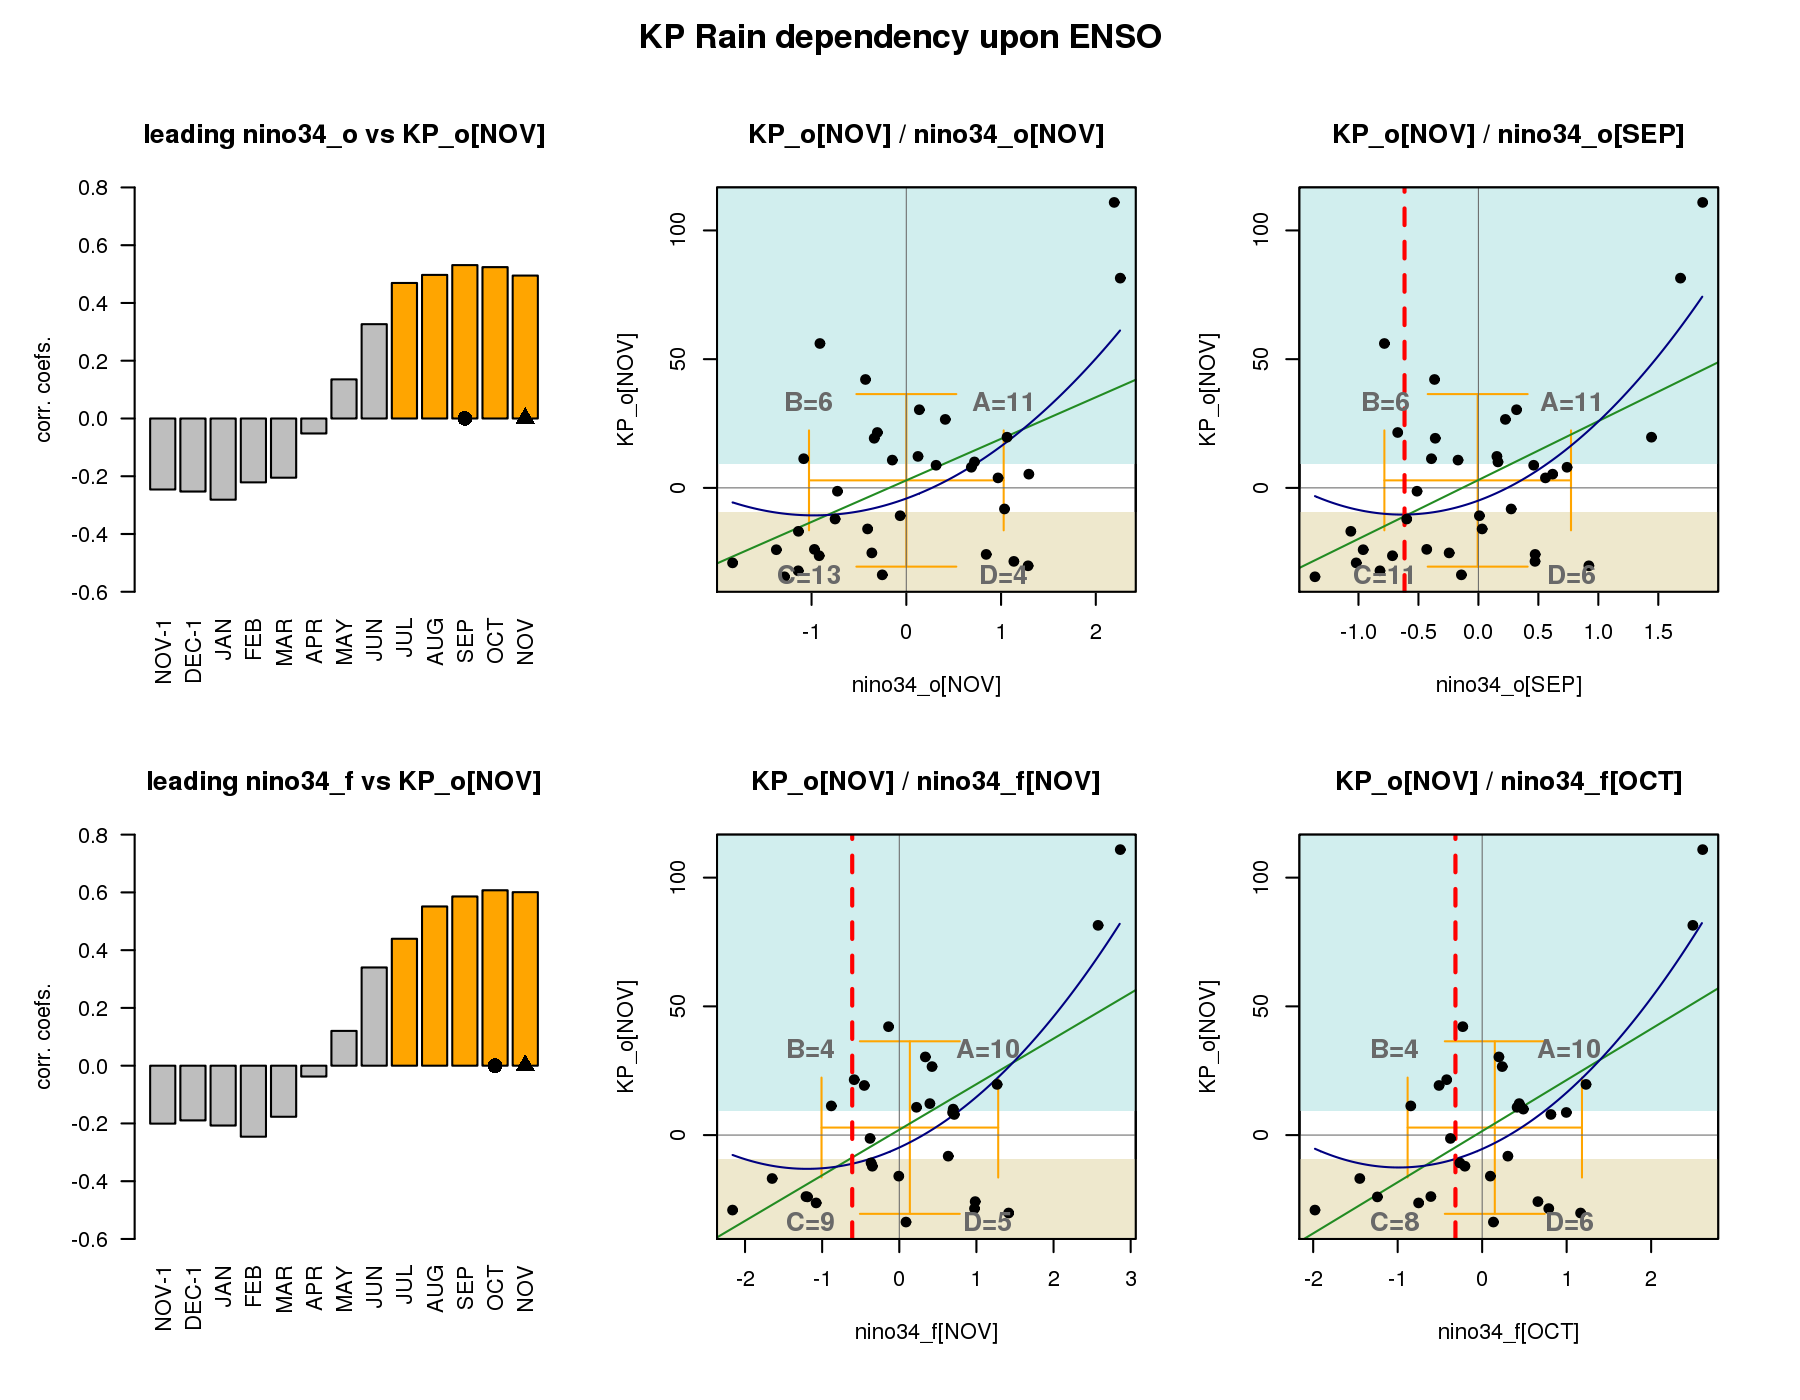 KP Rain dependency upon ENSO
leading nino34_o vs KP_o[NOV]
0.8
0.6
0.4
0.2
0.0
-0.2
-0.4
-0.6
corr. coefs.
NOV-1 DEC-1 JAN FEB MAR APR MAY JUN JUL AUG SEP OCT NOV
KP_o[NOV] / nino34_o[NOV]
100
50
0
KP_o[NOV]
B=6 A=11
C=13 D=4
-1 0 1 2
nino34_o[NOV]
KP_o[NOV] / nino34_o[SEP]
100
50
0
KP_o[NOV]
B=6 A=11
C=11 D=6
-1.0 -0.5 0.0 0.5 1.0 1.5
nino34_o[SEP]
leading nino34_f vs KP_o[NOV]
0.8
0.6
0.4
0.2
0.0
-0.2
-0.4
-0.6
corr. coefs.
NOV-1 DEC-1 JAN FEB MAR APR MAY JUN JUL AUG SEP OCT NOV
KP_o[NOV] / nino34_f[NOV]
100
50
0
KP_o[NOV]
B=4 A=10
C=9 D=5
-2 -1 0 1 2 3
nino34_f[NOV]
KP_o[NOV] / nino34_f[OCT]
100
50
0
KP_o[NOV]
B=4 A=10
C=8 D=6
-2 -1 0 1 2
nino34_f[OCT]